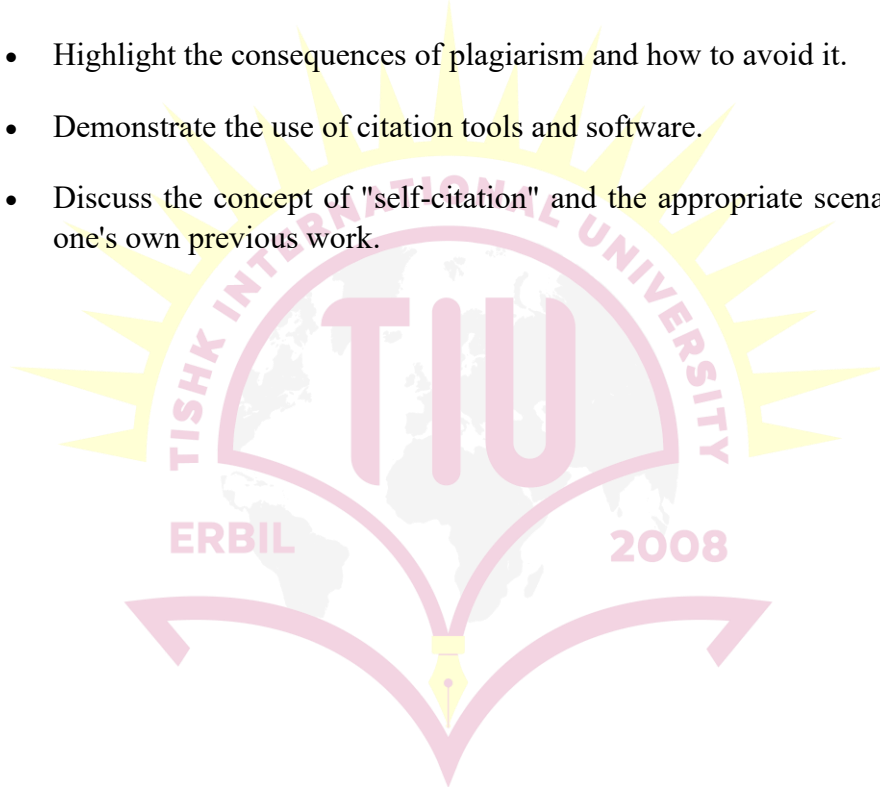 • Highlight the consequences of plagiarism and how to avoid it.
• Demonstrate the use of citation tools and software.
• Discuss the concept of "self-citation" and the appropriate
one's own previous work.
TISHK INTERNATIONAL UNIVERSITY
TIU
ERBIL 2008